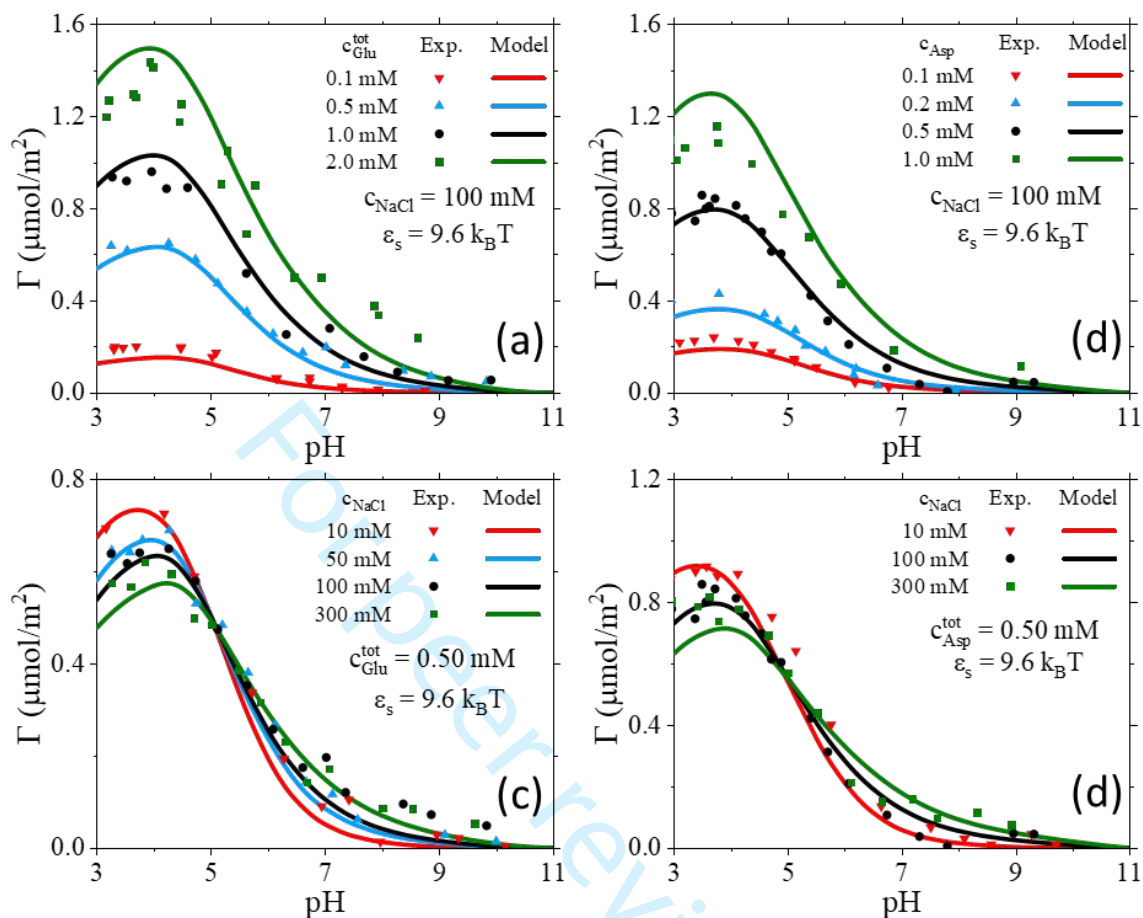 1.6
1.2
0.8
0.4
0.0
Γ (μmol/m²)
c_Glu^tot Exp. Model
0.1 mM
0.5 mM
1.0 mM
2.0 mM
c_NaCl = 100 mM
ε_s = 9.6 k_BT
(a)
3 5 7 9 11
pH
1.6
1.2
0.8
0.4
0.0
Γ (μmol/m²)
c_Asp Exp. Model
0.1 mM
0.2 mM
0.5 mM
1.0 mM
c_NaCl = 100 mM
ε_s = 9.6 k_BT
(d)
3 5 7 9 11
pH
0.8
0.4
0.0
Γ (μmol/m²)
c_NaCl Exp. Model
10 mM
50 mM
100 mM
300 mM
c_Glu^tot = 0.50 mM
ε_s = 9.6 k_BT
(c)
3 5 7 9 11
pH
1.2
0.8
0.4
0.0
Γ (μmol/m²)
c_NaCl Exp. Model
10 mM
100 mM
300 mM
c_Asp^tot = 0.50 mM
ε_s = 9.6 k_BT
(d)
3 5 7 9 11
pH
For peer revi